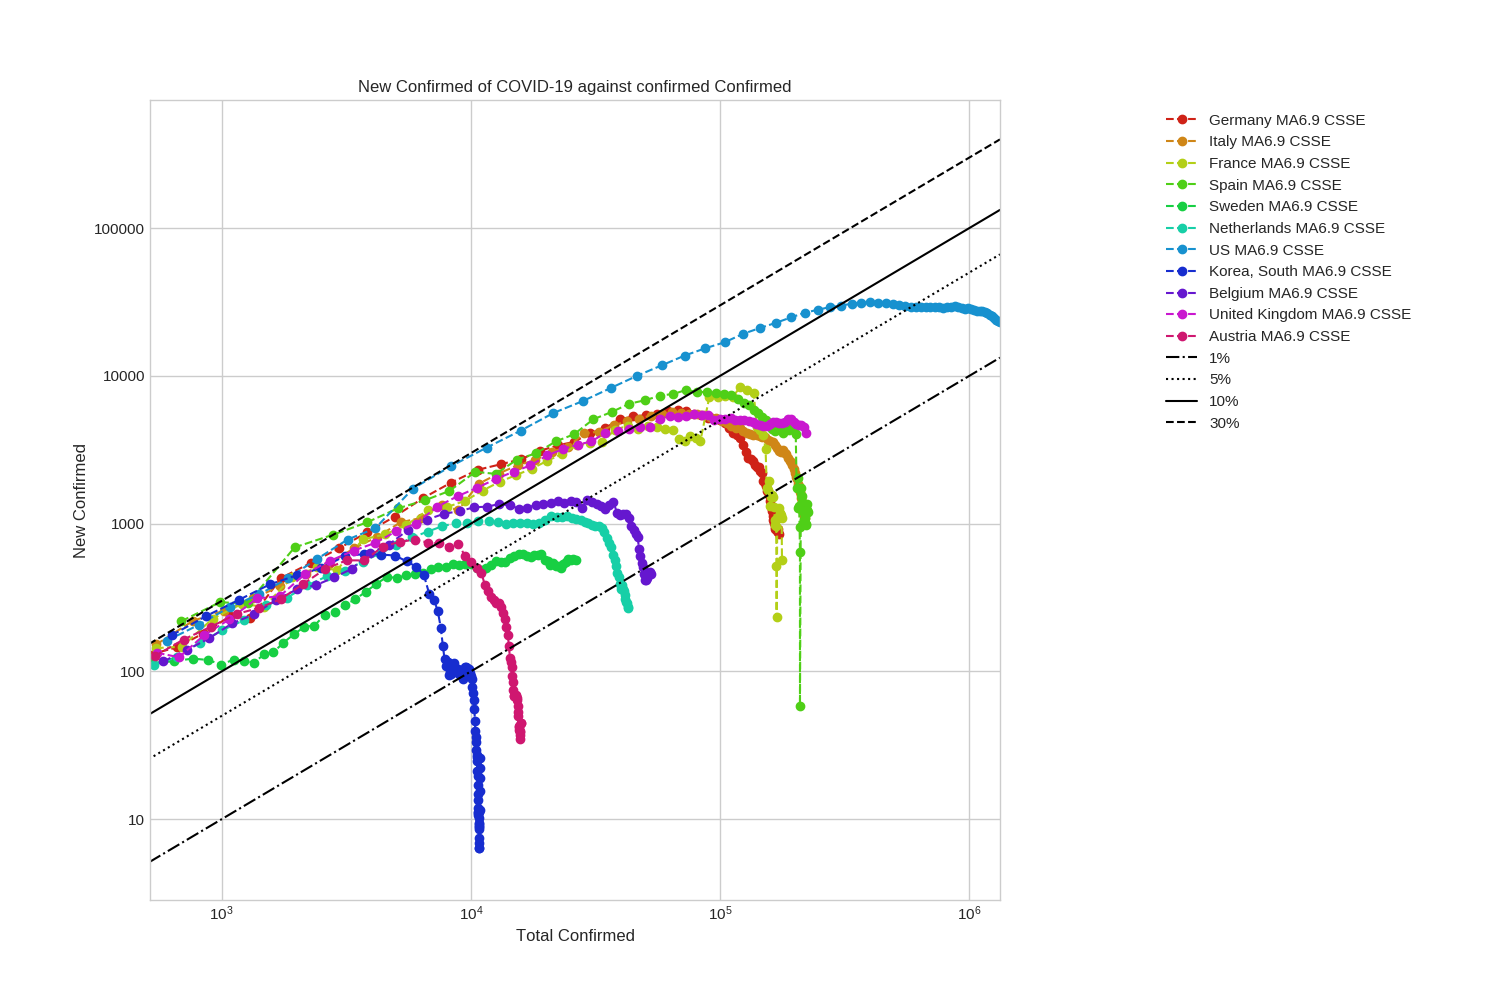 New Confirmed of COVID-19 against confirmed Confirmed
Germany MA6.9 CSSE
Italy MA6.9 CSSE
France MA6.9 CSSE
Spain MA6.9 CSSE
Sweden MA6.9 CSSE
Netherlands MA6.9 CSSE
US MA6.9 CSSE
Korea, South MA6.9 CSSE
Belgium MA6.9 CSSE
United Kingdom MA6.9 CSSE
Austria MA6.9 CSSE
1%
5%
10%
30%
New Confirmed
100000
10000
1000
100
10
10³
10⁴
10⁵
10⁶
Total Confirmed